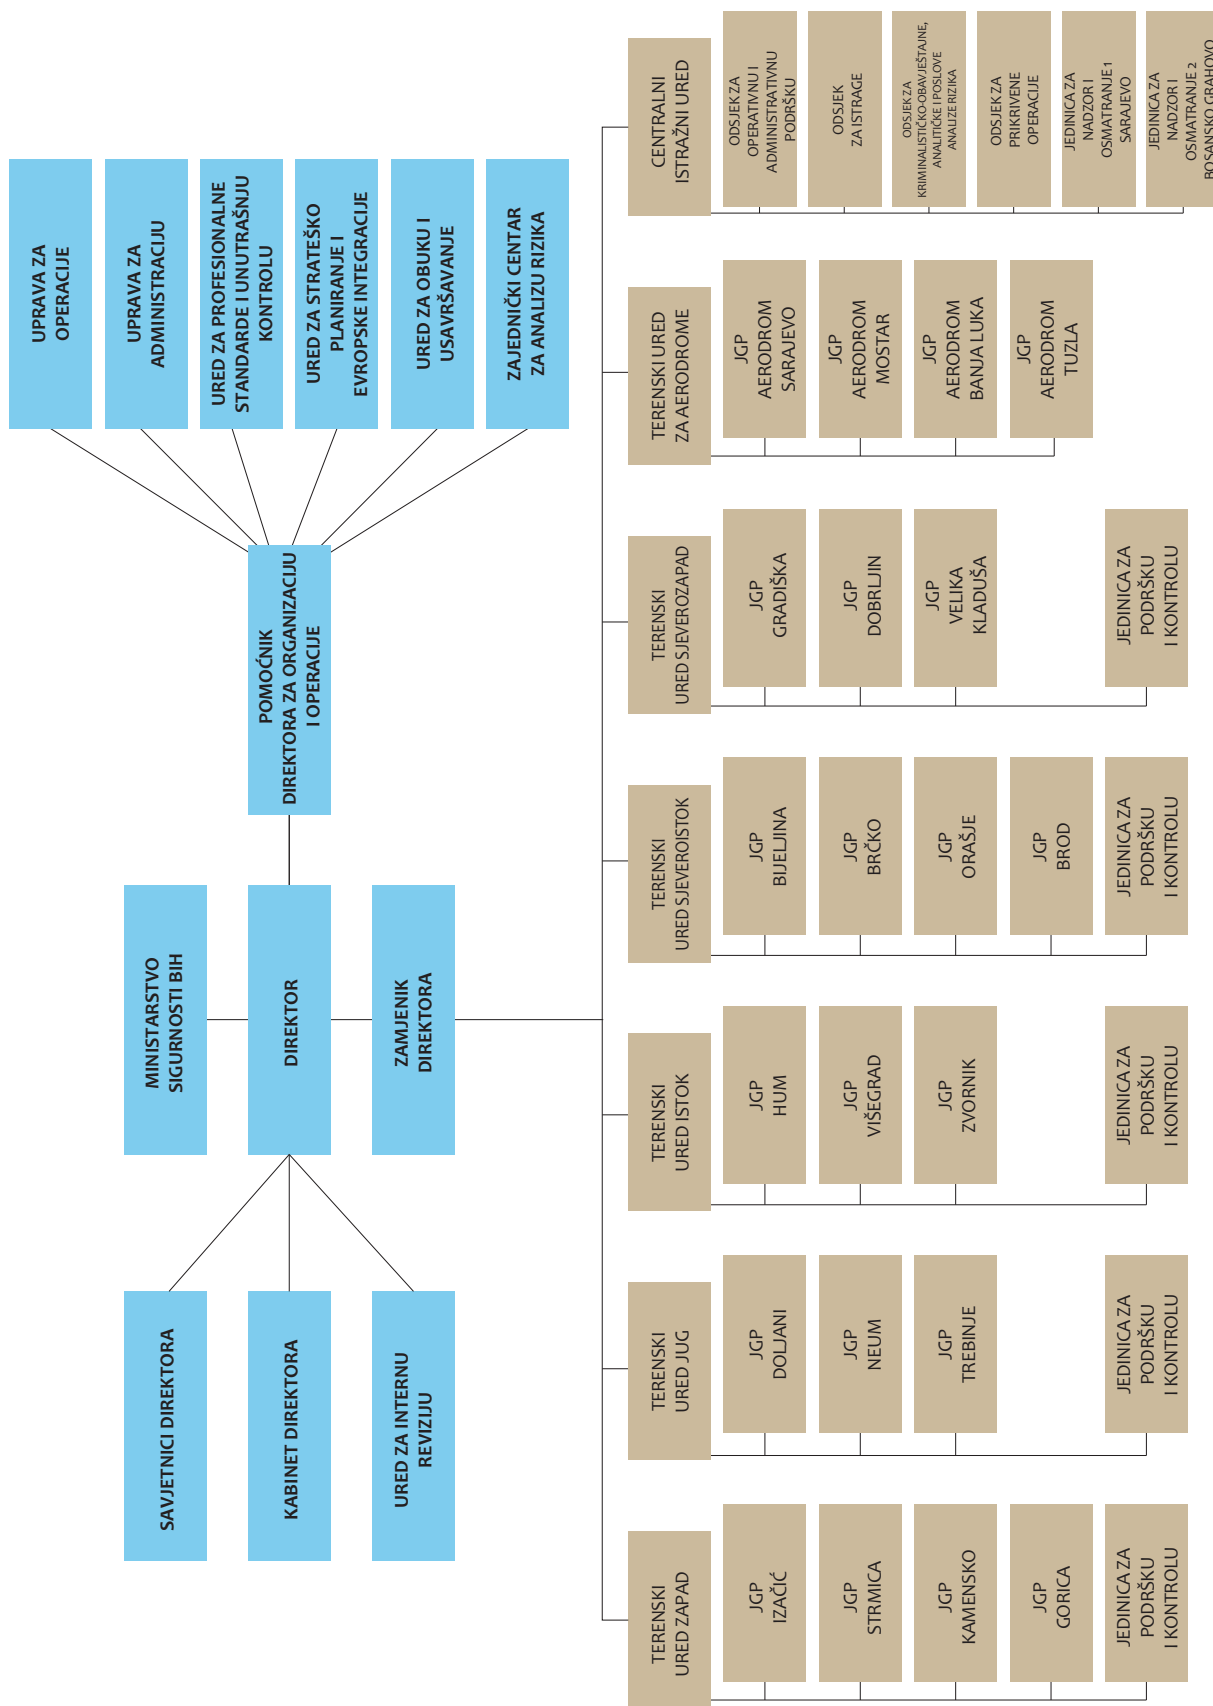 MINISTARSTVO
SIGURNOSTI BIH
SAVJETNICI DIREKTORA
KABINET DIREKTORA
URED ZA INTERNU
REVIZIJU
DIREKTOR
ZAMJENIK
DIREKTORA
POMOĆNIK
DIREKTORA ZA ORGANIZACIJU
I OPERACIJE
UPRAVA ZA
OPERACIJE
UPRAVA ZA
ADMINISTRACIJU
URED ZA PROFESIONALNE
STANDARDE I UNUTRAŠNJU
KONTROLU
URED ZA STRATEŠKO
PLANIRANJE I
EVROPSKE INTEGRACIJE
URED ZA OBUKU I
USAVRŠAVANJE
ZAJEDNIČKI CENTAR
ZA ANALIZU RIZIKA
TERENSKI
URED ZAPAD
JGP
IZAČIĆ
JGP
STRMICA
JGP
KAMENSKO
JGP
GORICA
JEDINICA ZA
PODRŠKU
I KONTROLU
TERENSKI
URED JUG
JGP
DOLJANI
JGP
NEUM
JGP
TREBINJE
JEDINICA ZA
PODRŠKU
I KONTROLU
TERENSKI
URED ISTOK
JGP
HUM
JGP
VIŠEGRAD
JGP
ZVORNIK
JEDINICA ZA
PODRŠKU
I KONTROLU
TERENSKI
URED SJEVEROISTOK
JGP
BIJELJINA
JGP
BRČKO
JGP
ORAŠJE
JGP
BROD
JEDINICA ZA
PODRŠKU
I KONTROLU
TERENSKI
URED SJEVEROZAPAD
JGP
GRADIŠKA
JGP
DOBRLJIN
JGP
VELIKA
KLADUŠA
JEDINICA ZA
PODRŠKU
I KONTROLU
TERENSKI URED
ZA AERODROME
JGP
AERODROM
SARAJEVO
JGP
AERODROM
MOSTAR
JGP
AERODROM
BANJA LUKA
JGP
AERODROM
TUZLA
CENTRALNI
ISTRAŽNI URED
ODSJEK ZA
OPERATIVNU I
ADMINISTRATIVNU
PODRŠKU
ODSJEK
ZA ISTRAGE
ODSJEK ZA
KRIMINALISTIČKO-OBAVJEŠTAJNE,
ANALITIČKE I POSLOVE
ANALIZE RIZIKA
ODSJEK ZA
PRIKRIVENE
OPERACIJE
JEDINICA ZA
NADZOR I
OSMATRANJE 1
SARAJEVO
JEDINICA ZA
NADZOR I
OSMATRANJE 2
BOSANSKO GRAHOVO